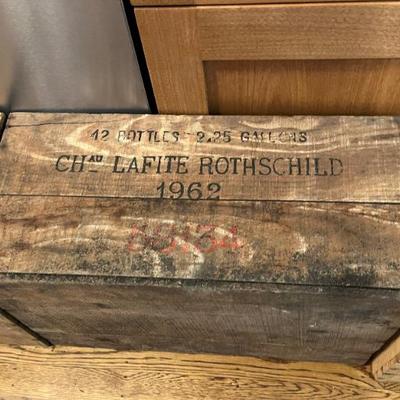 12 BOTTLES = 2.25 GALLONS
CHAU LAFITE ROTHSCHILD
1962